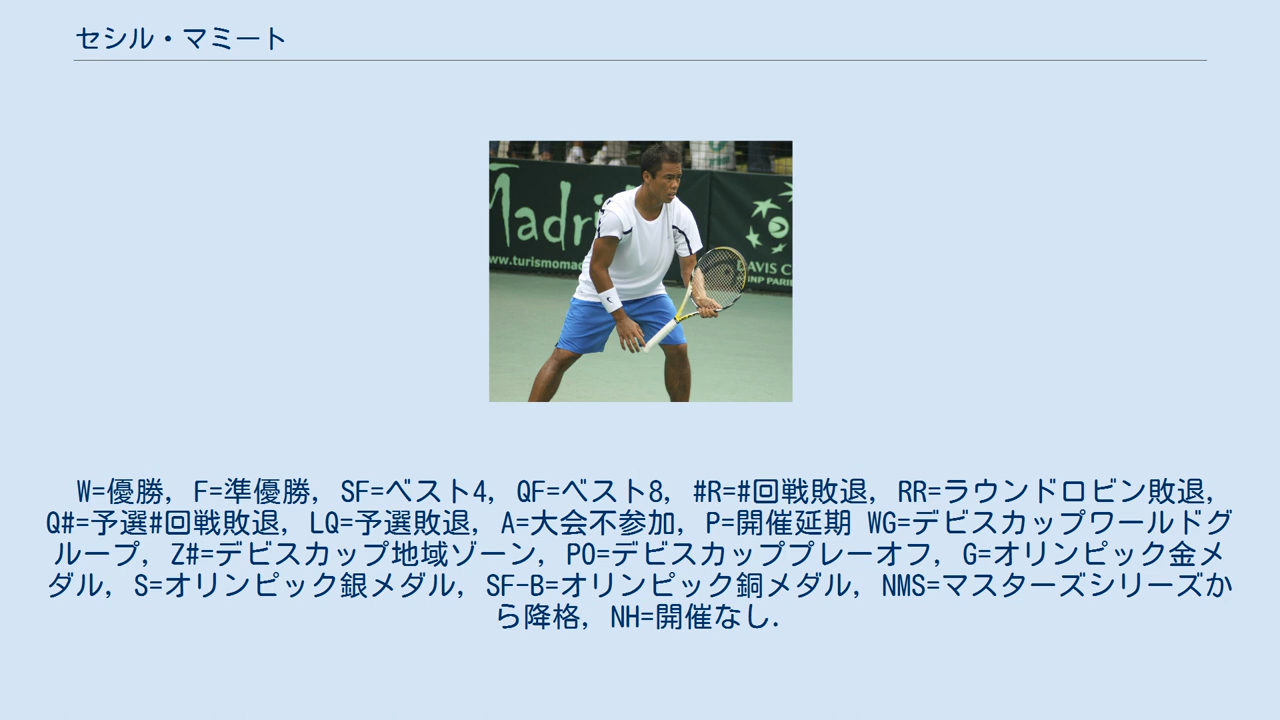 セシル・マミート
Madri
www.turismomad
DAVIS C
BNP PARI
W=優勝, F=準優勝, SF=ベスト4, QF=ベスト8, #R=#回戦敗退, RR=ラウンドロビン敗退,
Q#=予選#回戦敗退, LQ=予選敗退, A=大会不参加, P=開催延期 WG=デビスカップワールドグ
ループ, Z#=デビスカップ地域ゾーン, PO=デビスカッププレーオフ, G=オリンピック金メ
ダル, S=オリンピック銀メダル, SF-B=オリンピック銅メダル, NMS=マスターズシリーズか
ら降格, NH=開催なし.